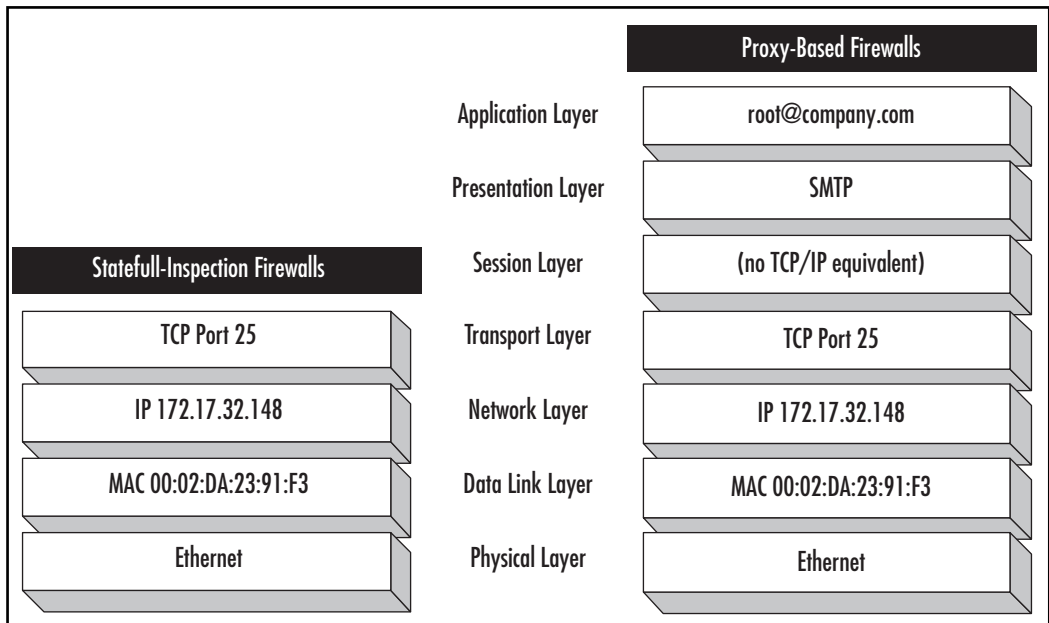 Proxy-Based Firewalls
Application Layer
root@company.com
Presentation Layer
SMTP
Statefull-Inspection Firewalls
Session Layer
(no TCP/IP equivalent)
TCP Port 25
Transport Layer
TCP Port 25
IP 172.17.32.148
Network Layer
IP 172.17.32.148
MAC 00:02:DA:23:91:F3
Data Link Layer
MAC 00:02:DA:23:91:F3
Ethernet
Physical Layer
Ethernet